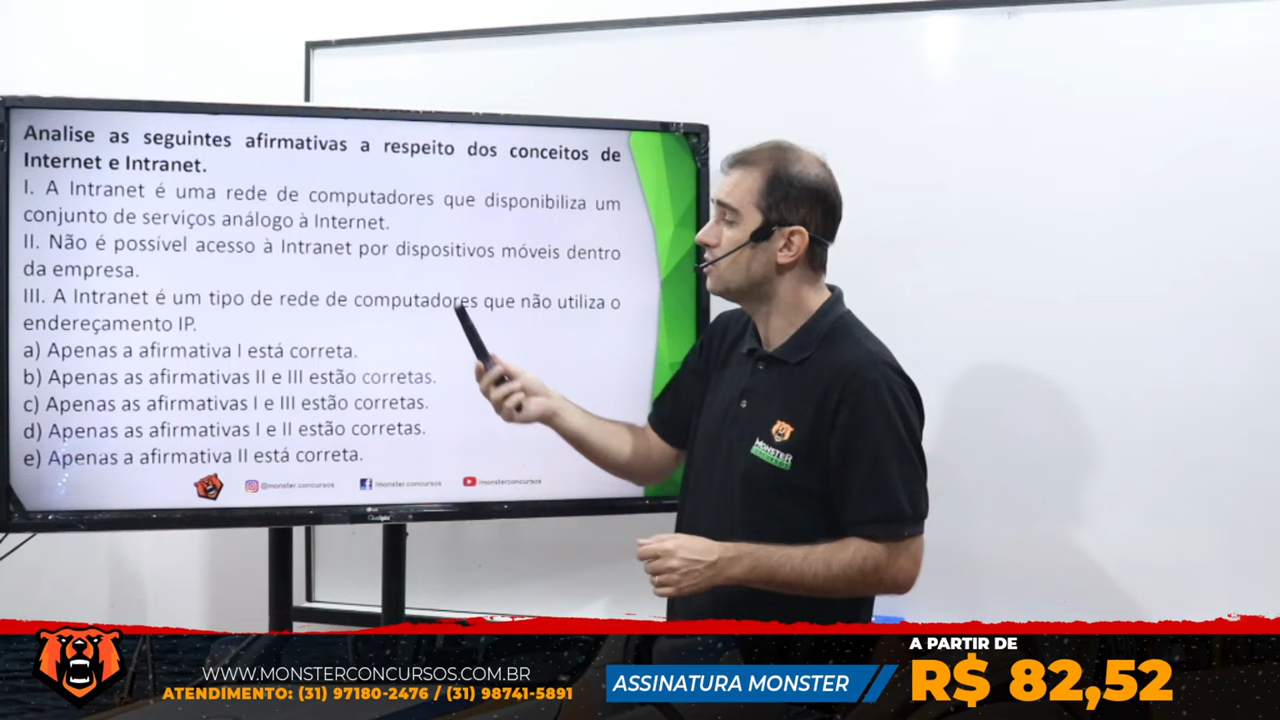 Analise as seguintes afirmativas a respeito dos conceitos de
Internet e Intranet.
I. A Intranet é uma rede de computadores que disponibiliza um
conjunto de serviços análogo à Internet.
II. Não é possível acesso à Intranet por dispositivos móveis dentro
da empresa.
III. A Intranet é um tipo de rede de computadores que não utiliza o
endereçamento IP.
a) Apenas a afirmativa I está correta.
b) Apenas as afirmativas II e III estão corretas.
c) Apenas as afirmativas I e III estão corretas.
d) Apenas as afirmativas I e II estão corretas.
e) Apenas a afirmativa II está correta.
@monster.concursos
/monster.concursos
/monsterconcursos
LG
MONSTER
CONCURSOS
WWW.MONSTERCONCURSOS.COM.BR
ATENDIMENTO: (31) 97180-2476 / (31) 98741-5891
ASSINATURA MONSTER
A PARTIR DE
R$ 82,52